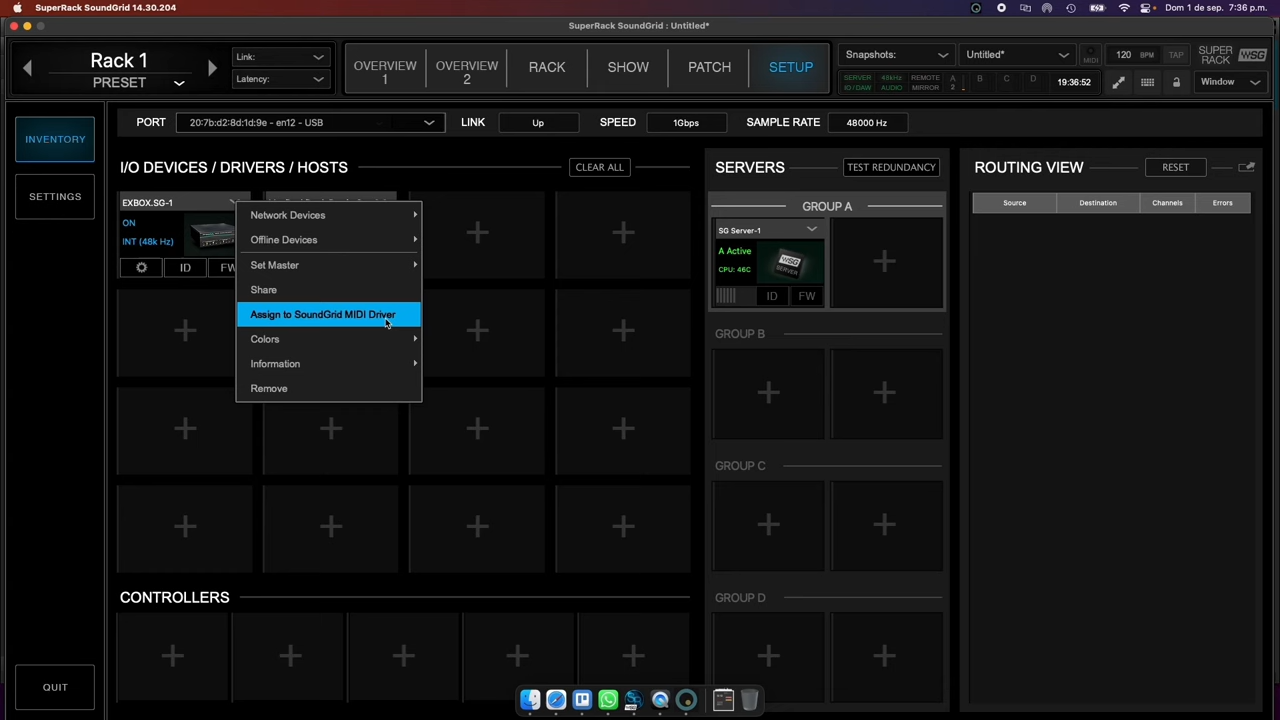 SuperRack SoundGrid 14.30.204
Dom 1 de sep. 7:36 p.m.
SuperRack SoundGrid : Untitled*
Rack 1
PRESET
Link:
Latency:
OVERVIEW 1
OVERVIEW 2
RACK
SHOW
PATCH
SETUP
Snapshots:
Untitled*
MIDI
120 BPM
TAP
SUPER RACK WSG
SERVER I/O/DAW
48kHz AUDIO
REMOTE MIRROR
A 2
B
C
D
19:36:52
Window
INVENTORY
SETTINGS
QUIT
PORT
20:7b:d2:8d:1d:9e - en12 - USB
LINK
Up
SPEED
1Gbps
SAMPLE RATE
48000 Hz
I/O DEVICES / DRIVERS / HOSTS
CLEAR ALL
EXBOX.SG-1
ON
INT (48k Hz)
ID
FW
Network Devices
Offline Devices
Set Master
Share
Assign to SoundGrid MIDI Driver
Colors
Information
Remove
CONTROLLERS
SERVERS
TEST REDUNDANCY
GROUP A
SG Server-1
A Active
CPU: 46C
WSG
SERVER
ID
FW
GROUP B
GROUP C
GROUP D
ROUTING VIEW
RESET
Source
Destination
Channels
Errors